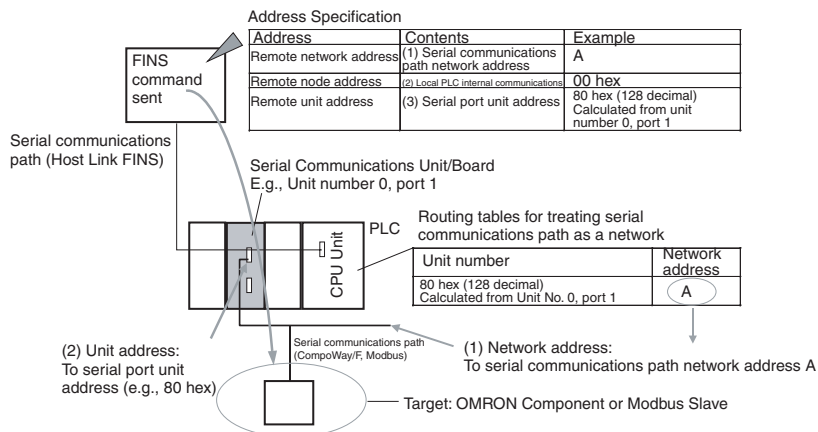 Address Specification
Address Contents Example
Remote network address (1) Serial communications path network address A
Remote node address (2) Local PLC internal communications 00 hex
Remote unit address (3) Serial port unit address 80 hex (128 decimal)
Calculated from unit
number 0, port 1
FINS
command
sent
Serial communications
path (Host Link FINS)
Serial Communications Unit/Board
E.g., Unit number 0, port 1
PLC
CPU Unit
Routing tables for treating serial
communications path as a network
Unit number Network address
80 hex (128 decimal)
Calculated from Unit No. 0, port 1
A
(2) Unit address:
To serial port unit
address (e.g., 80 hex)
Serial communications path
(CompoWay/F, Modbus)
(1) Network address:
To serial communications path network address A
Target: OMRON Component or Modbus Slave